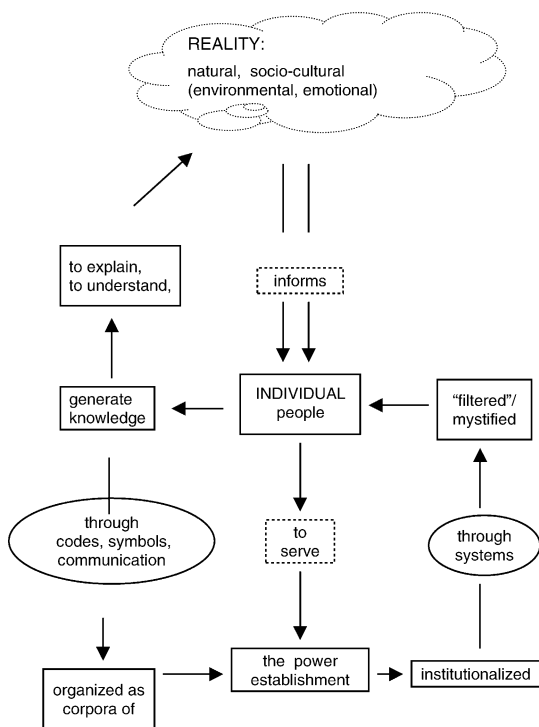 REALITY:
natural, socio-cultural
(environmental, emotional)
to explain,
to understand,
informs
generate
knowledge
INDIVIDUAL
people
“filtered”/
mystified
through
codes, symbols,
communication
to
serve
through
systems
organized as
corpora of
the power
establishment
institutionalized